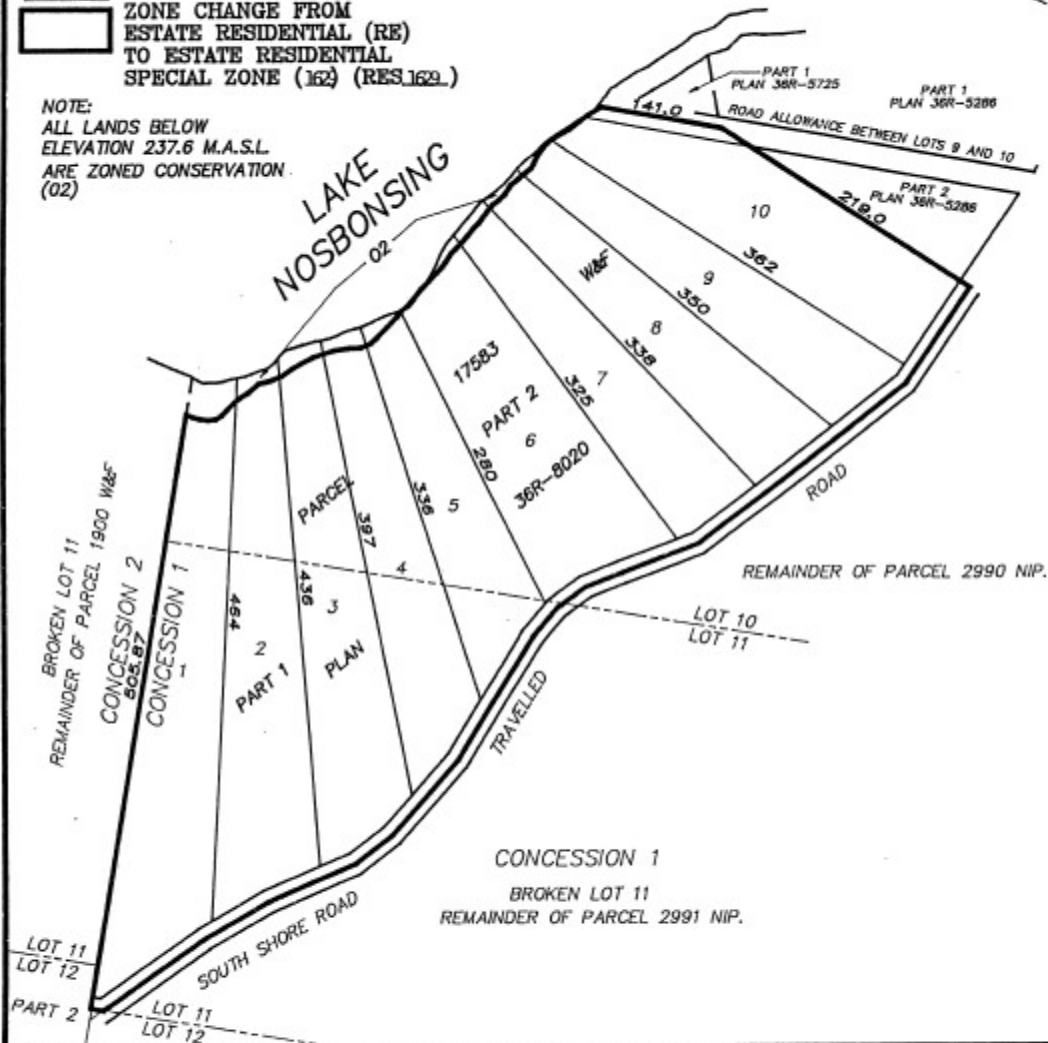 ZONE CHANGE FROM
ESTATE RESIDENTIAL (RE)
TO ESTATE RESIDENTIAL
SPECIAL ZONE (162) (RES.1629.)
NOTE:
ALL LANDS BELOW
ELEVATION 237.6 M.A.S.L.
ARE ZONED CONSERVATION
(02)
LAKE
NOSBONSING
02
PART 1
PLAN 36R-5725
PART 1
PLAN 36R-5286
141.0
ROAD ALLOWANCE BETWEEN LOTS 9 AND 10
PART 2
PLAN 36R-5286
219.0
10
362
W&F
9
350
8
338
17583
7
325
PART 2
6
280
36R-8020
ROAD
PARCEL
336
5
397
4
REMAINDER OF PARCEL 2990 NIP.
LOT 10
LOT 11
BROKEN LOT 11
REMAINDER OF PARCEL 1900 W&F
CONCESSION 2
505.87
CONCESSION 1
1
464
2
PART 1
436
3
PLAN
TRAVELLED
CONCESSION 1
BROKEN LOT 11
REMAINDER OF PARCEL 2991 NIP.
SOUTH SHORE ROAD
LOT 11
LOT 12
PART 2
LOT 11
LOT 12